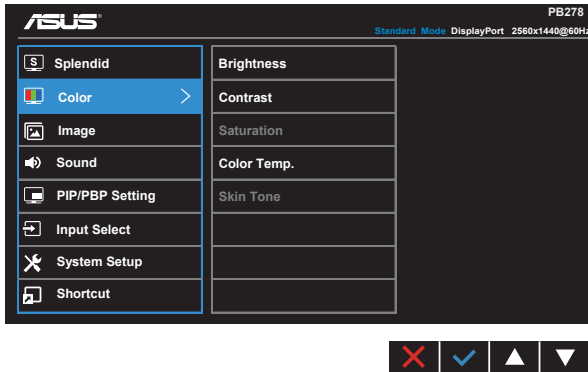 ASUS
PB278
Standard Mode DisplayPort 2560x1440@60Hz
S Splendid
Color
Image
Sound
PIP/PBP Setting
Input Select
System Setup
Shortcut
Brightness
Contrast
Saturation
Color Temp.
Skin Tone